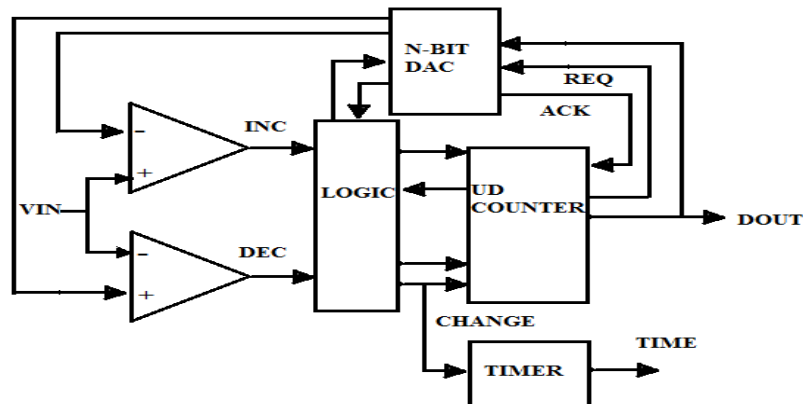 N-BIT
DAC
REQ
ACK
INC
-
+
LOGIC
UD
COUNTER
VIN
DOUT
DEC
-
+
CHANGE
TIME
TIMER